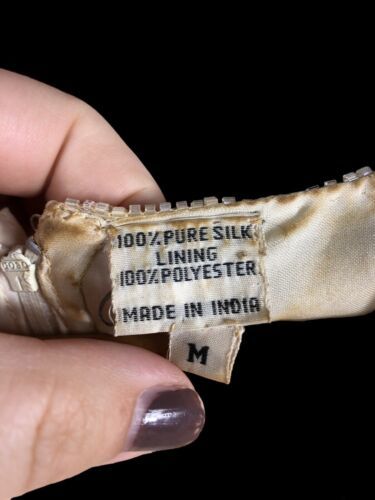 100% PURE SILK
LINING
100% POLYESTER
MADE IN INDIA
M